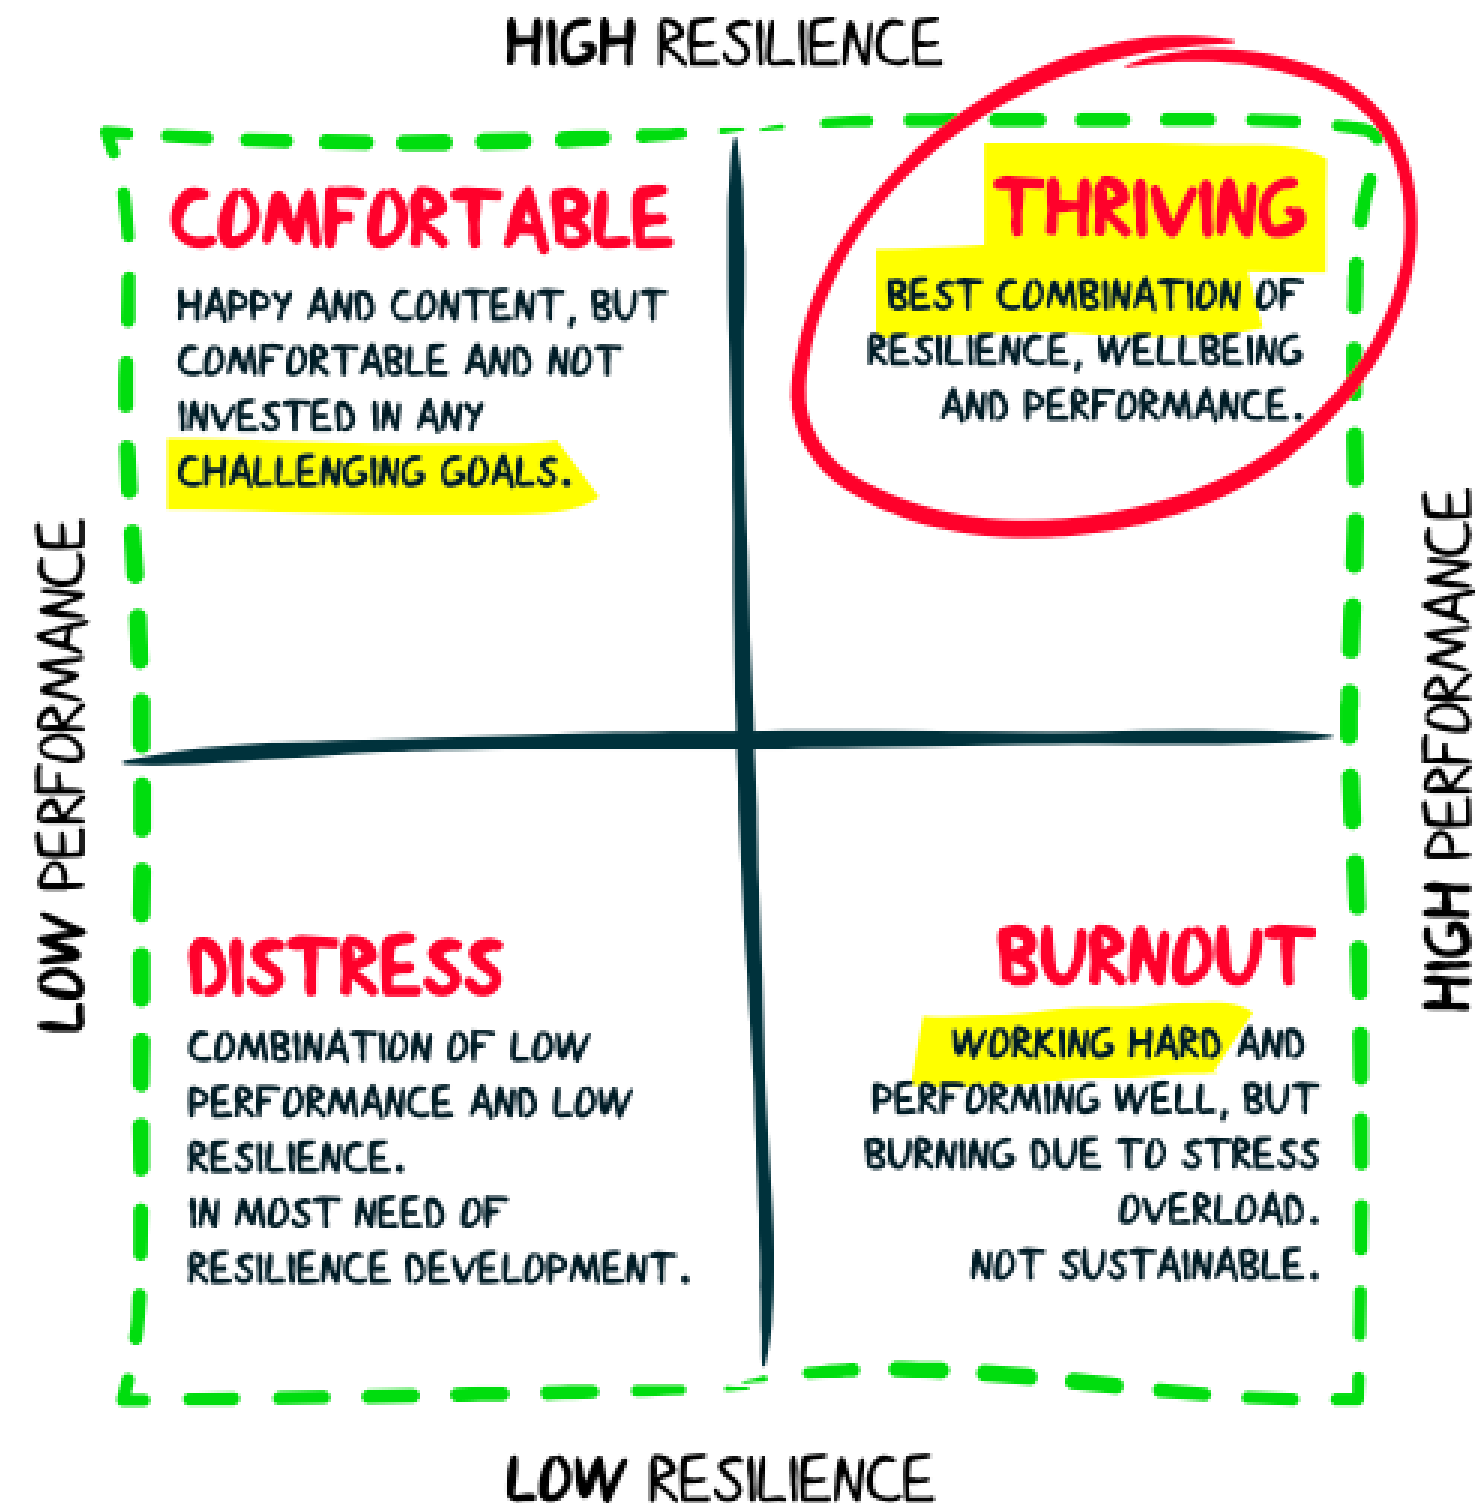 HIGH RESILIENCE
COMFORTABLE
HAPPY AND CONTENT, BUT
COMFORTABLE AND NOT
INVESTED IN ANY
CHALLENGING GOALS.
THRIVING
BEST COMBINATION OF
RESILIENCE, WELLBEING
AND PERFORMANCE.
LOW PERFORMANCE
HIGH PERFORMANCE
DISTRESS
COMBINATION OF LOW
PERFORMANCE AND LOW
RESILIENCE.
IN MOST NEED OF
RESILIENCE DEVELOPMENT.
BURNOUT
WORKING HARD AND
PERFORMING WELL, BUT
BURNING DUE TO STRESS
OVERLOAD.
NOT SUSTAINABLE.
LOW RESILIENCE